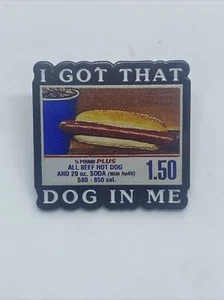 I GOT THAT
¼ POUND PLUS
ALL BEEF HOT DOG
AND 20 oz. SODA (With Refill)
580 - 850 cal.
1.50
DOG IN ME